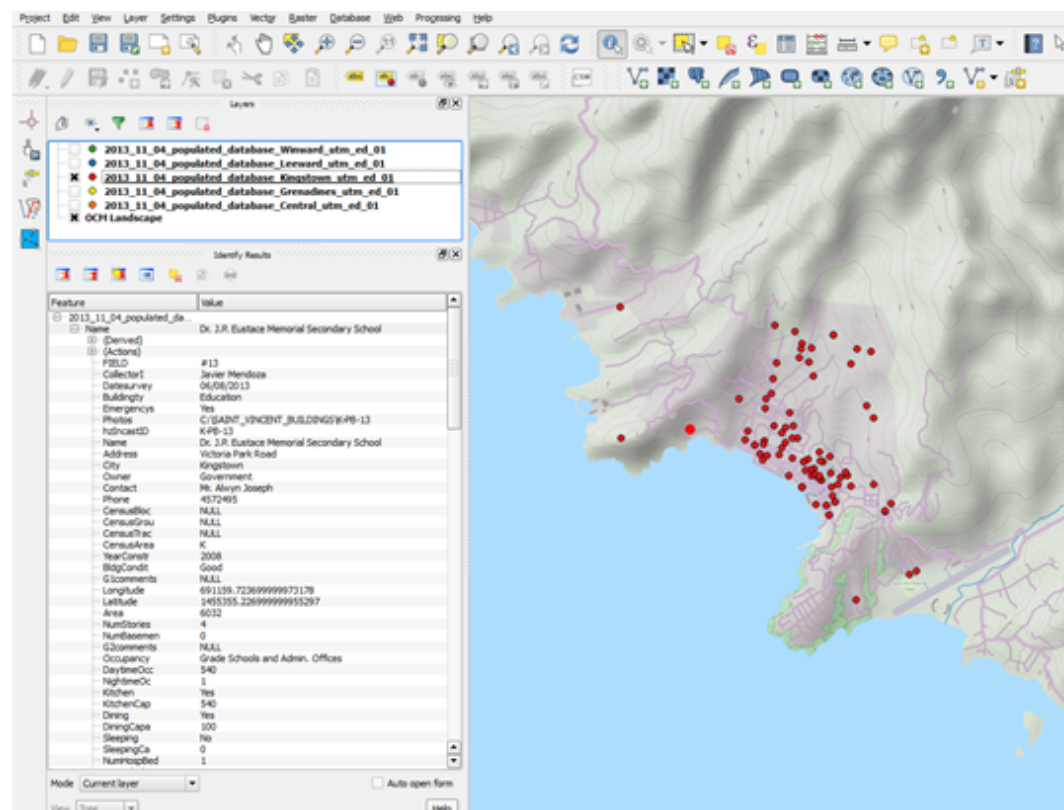 Project Edit View Layer Settings Plugins Vector Raster Database Web Processing Help
Layers
2013_11_04_populated_database_Winward_utm_ed_01
2013_11_04_populated_database_Leeward_utm_ed_01
2013_11_04_populated_database_Kingstown_utm_ed_01
2013_11_04_populated_database_Grenadines_utm_ed_01
2013_11_04_populated_database_Central_utm_ed_01
OCM Landscape
Identify Results
Feature Value
2013_11_04_populated_da...
Name Dr. J.P. Eustace Memorial Secondary School
(Derived)
(Actions)
FIELD #13
Collector1 Javier Mendoza
Datesurvey 06/08/2013
Buildingty Education
Emergencys Yes
Photos C:\SAINT_VINCENT_BUILDINGS\K-PB-13
hzIncastID K-PB-13
Name Dr. J.P. Eustace Memorial Secondary School
Address Victoria Park Road
City Kingstown
Owner Government
Contact Mr. Alwyn Joseph
Phone 4572495
CensusBloc NULL
CensusGrou NULL
CensusTrac NULL
CensusArea K
YearConstr 2008
BldgCondit Good
G1comments NULL
Longitude 691159.723699999973178
Latitude 1455355.226999999955297
Area 6032
NumStories 4
NumBasemen 0
G2comments NULL
Occupancy Grade Schools and Admin. Offices
DaytimeOcc 540
NightimeOc 1
Kitchen Yes
KitchenCap 540
Dining Yes
DiningCapa 100
Sleeping No
SleepingCa 0
NumHospBed 1
Mode Current layer Auto open form
View Tree Help